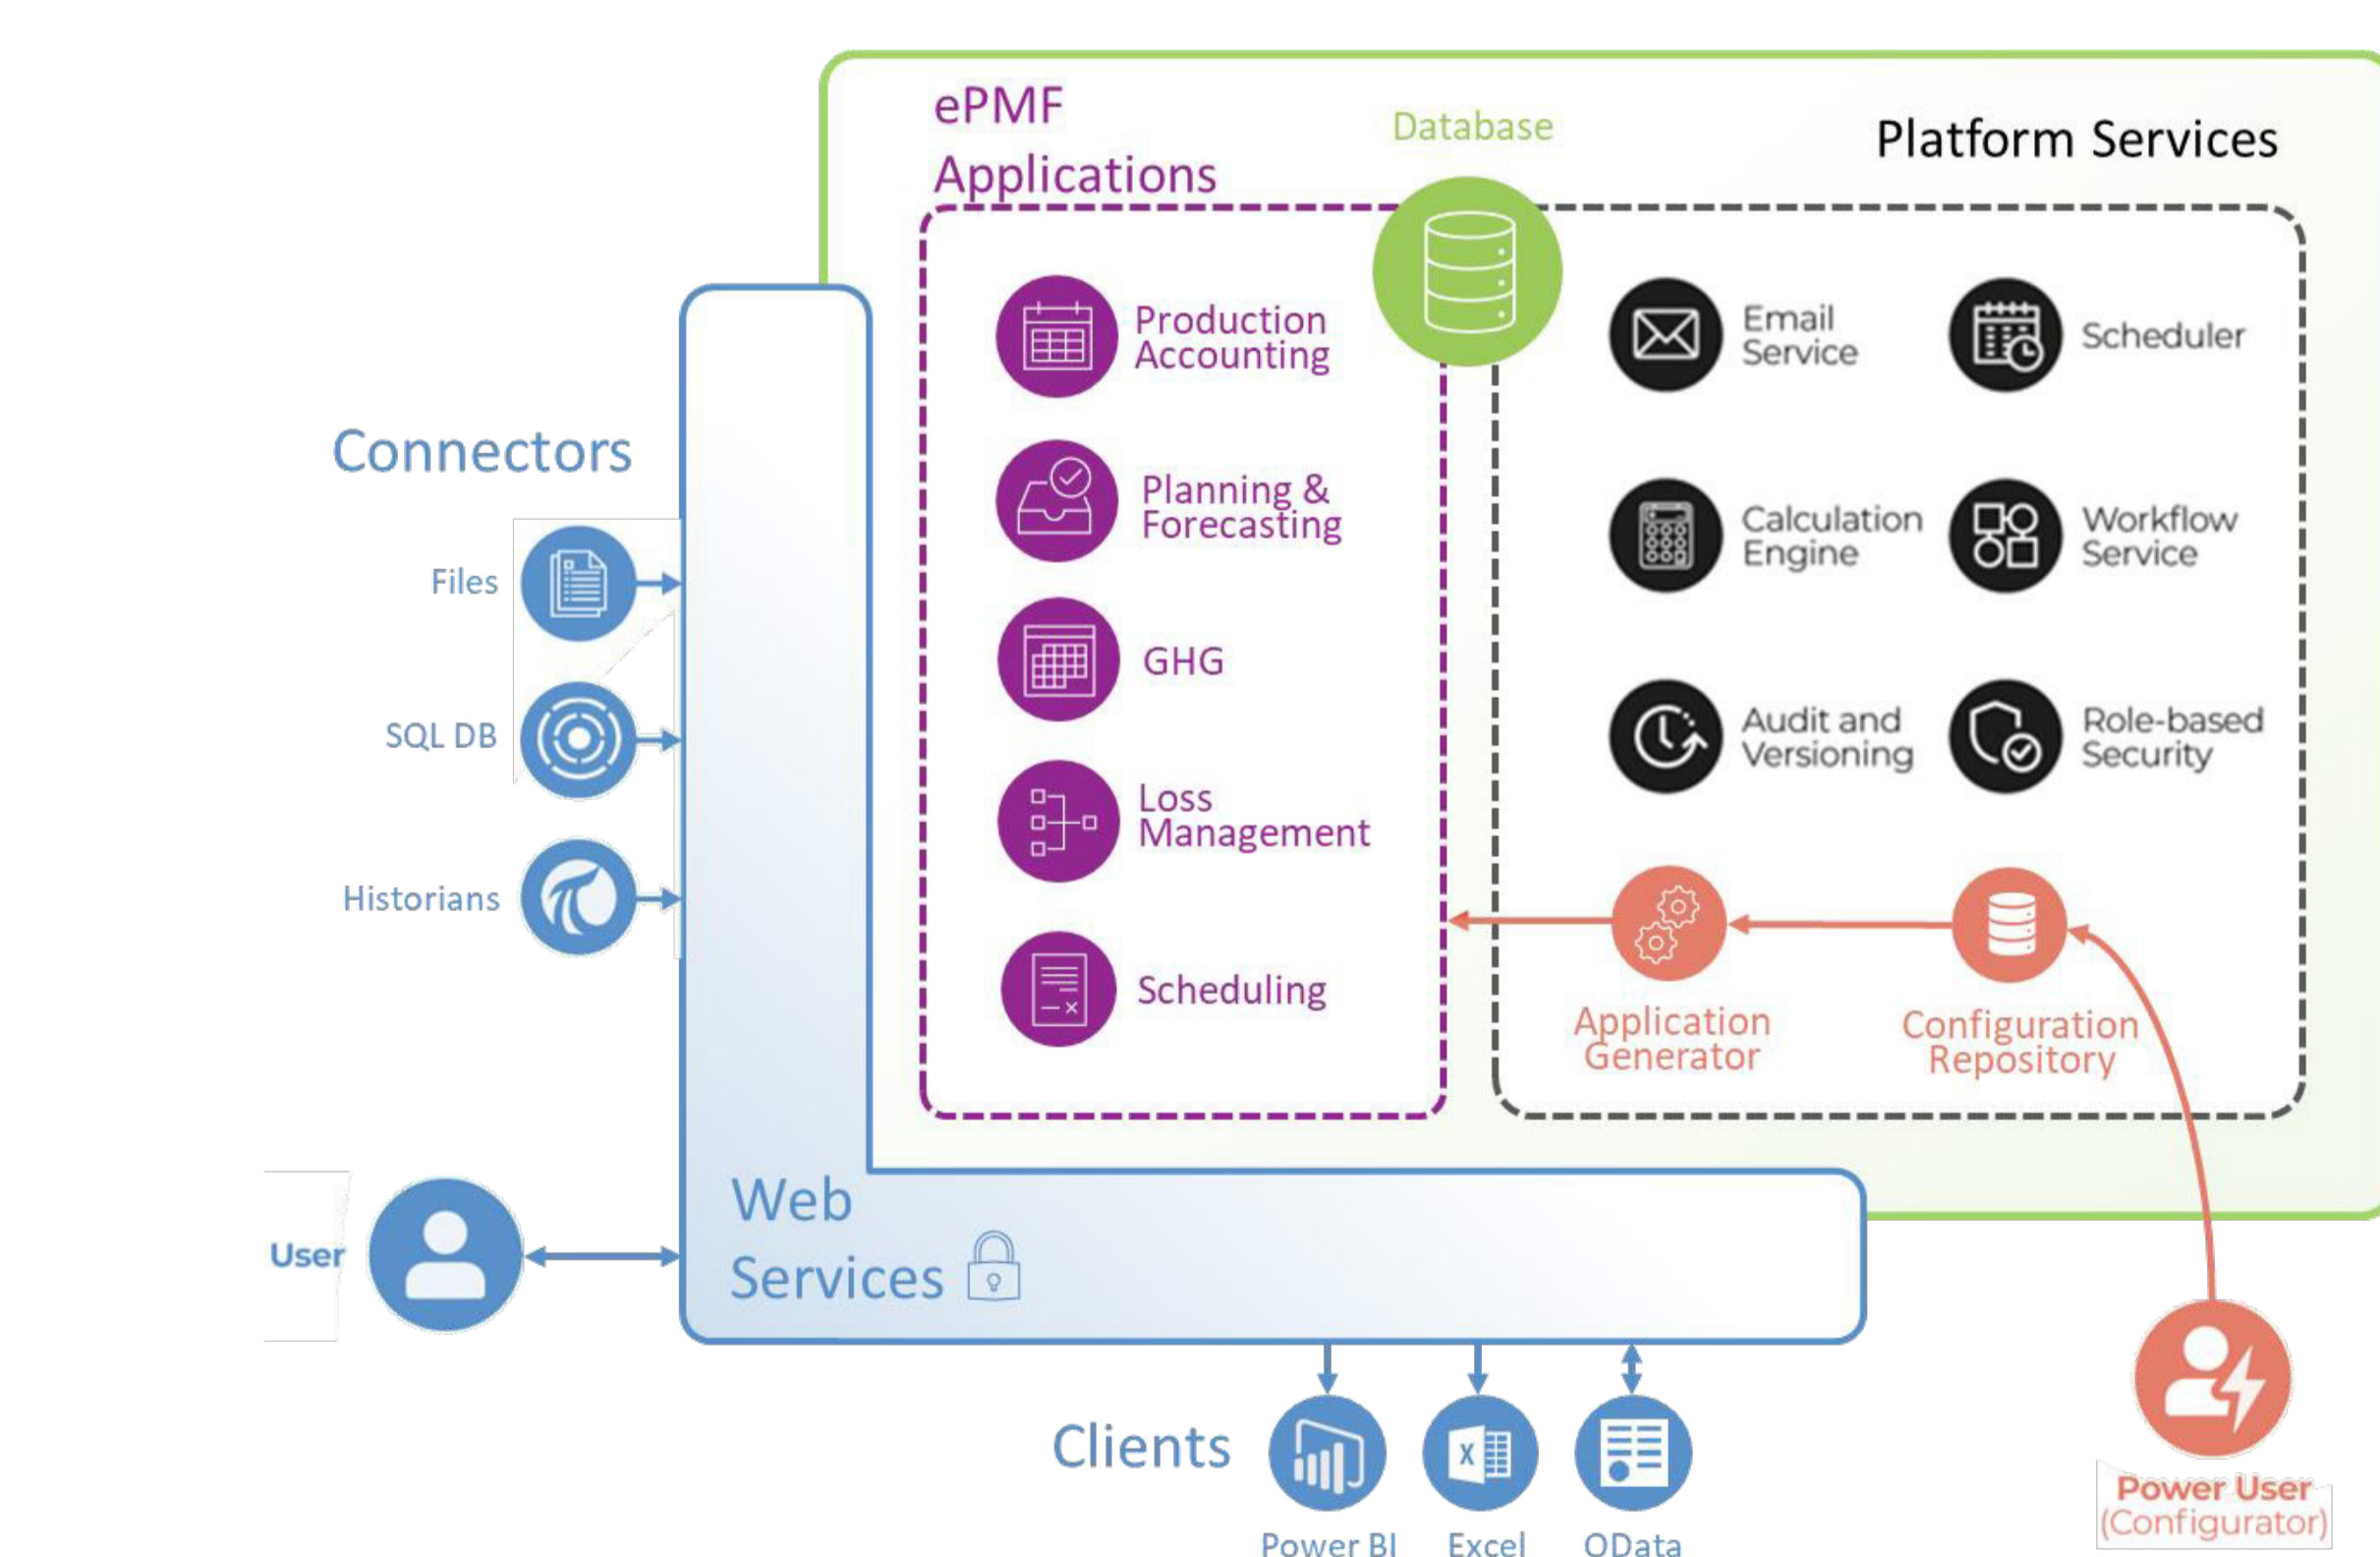 ePMF
Applications
Database
Platform Services
Production
Accounting
Planning &
Forecasting
GHG
Loss
Management
Scheduling
Email
Service
Scheduler
Calculation
Engine
Workflow
Service
Audit and
Versioning
Role-based
Security
Application
Generator
Configuration
Repository
Connectors
Files
SQL DB
Historians
User
Web
Services
Clients
Power BI
Excel
OData
Power User
(Configurator)